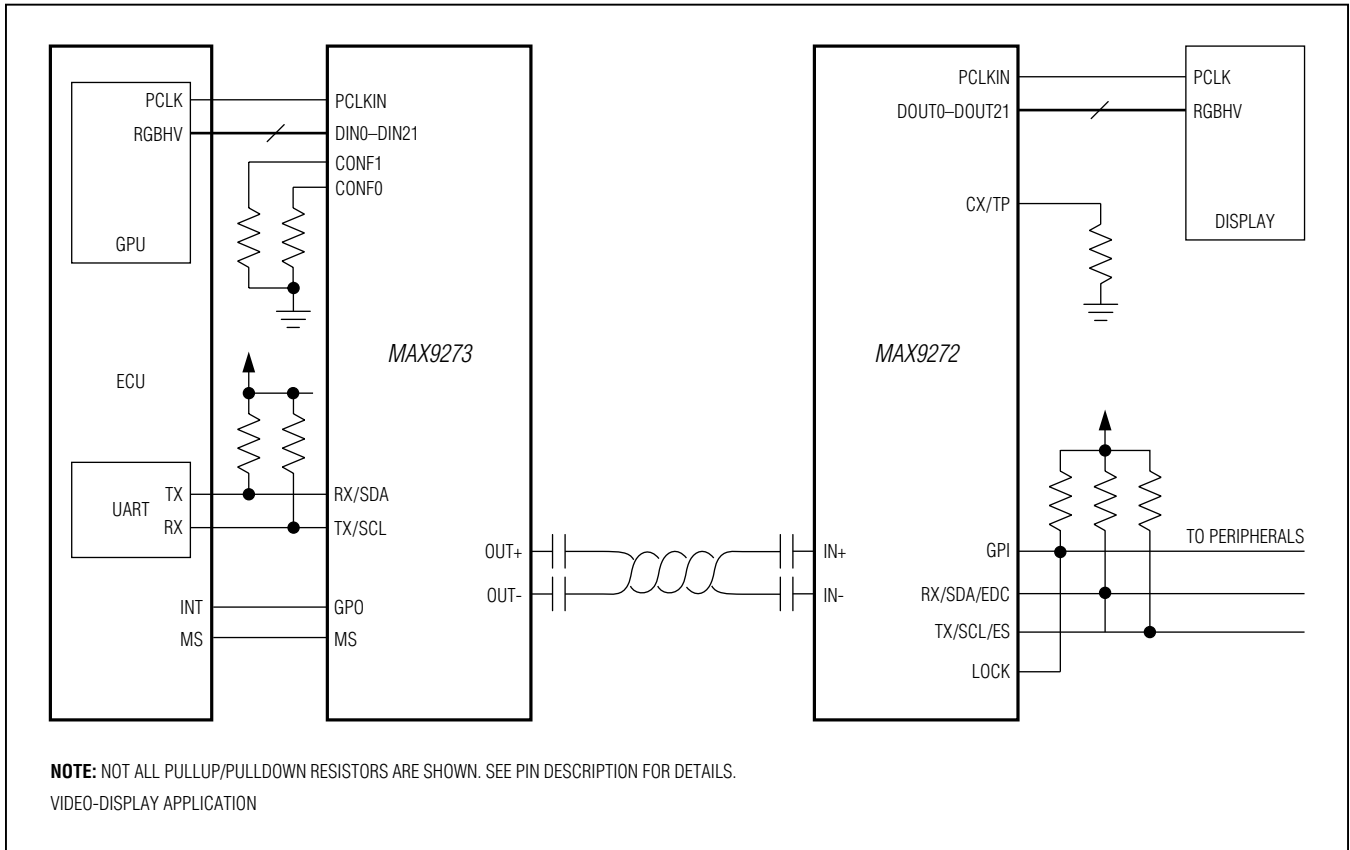 PCLK
RGBHV
GPU
ECU
UART
TX
RX
INT
MS
PCLKIN
DIN0–DIN21
CONF1
CONF0
MAX9273
RX/SDA
TX/SCL
GPO
MS
OUT+
OUT-
IN+
IN-
MAX9272
PCLKIN
DOUT0–DOUT21
CX/TP
GPI
RX/SDA/EDC
TX/SCL/ES
LOCK
PCLK
RGBHV
DISPLAY
TO PERIPHERALS
NOTE: NOT ALL PULLUP/PULLDOWN RESISTORS ARE SHOWN. SEE PIN DESCRIPTION FOR DETAILS.
VIDEO-DISPLAY APPLICATION